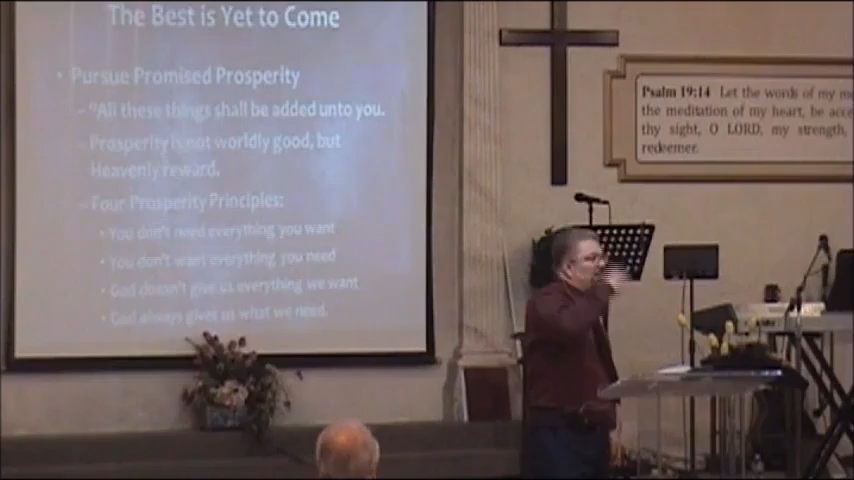 The Best is Yet to Come
• Pursue Promised Prosperity
– "All these things shall be added unto you.
– Prosperity is not worldly good, but
Heavenly reward.
– Four Prosperity Principles:
• You don't need everything you want
• You don't want everything you need
• God doesn't give us everything we want
• God always gives us what we need.
Psalm 19:14 Let the words of my
the meditation of my heart, be
thy sight, O LORD, my strength,
redeemer.